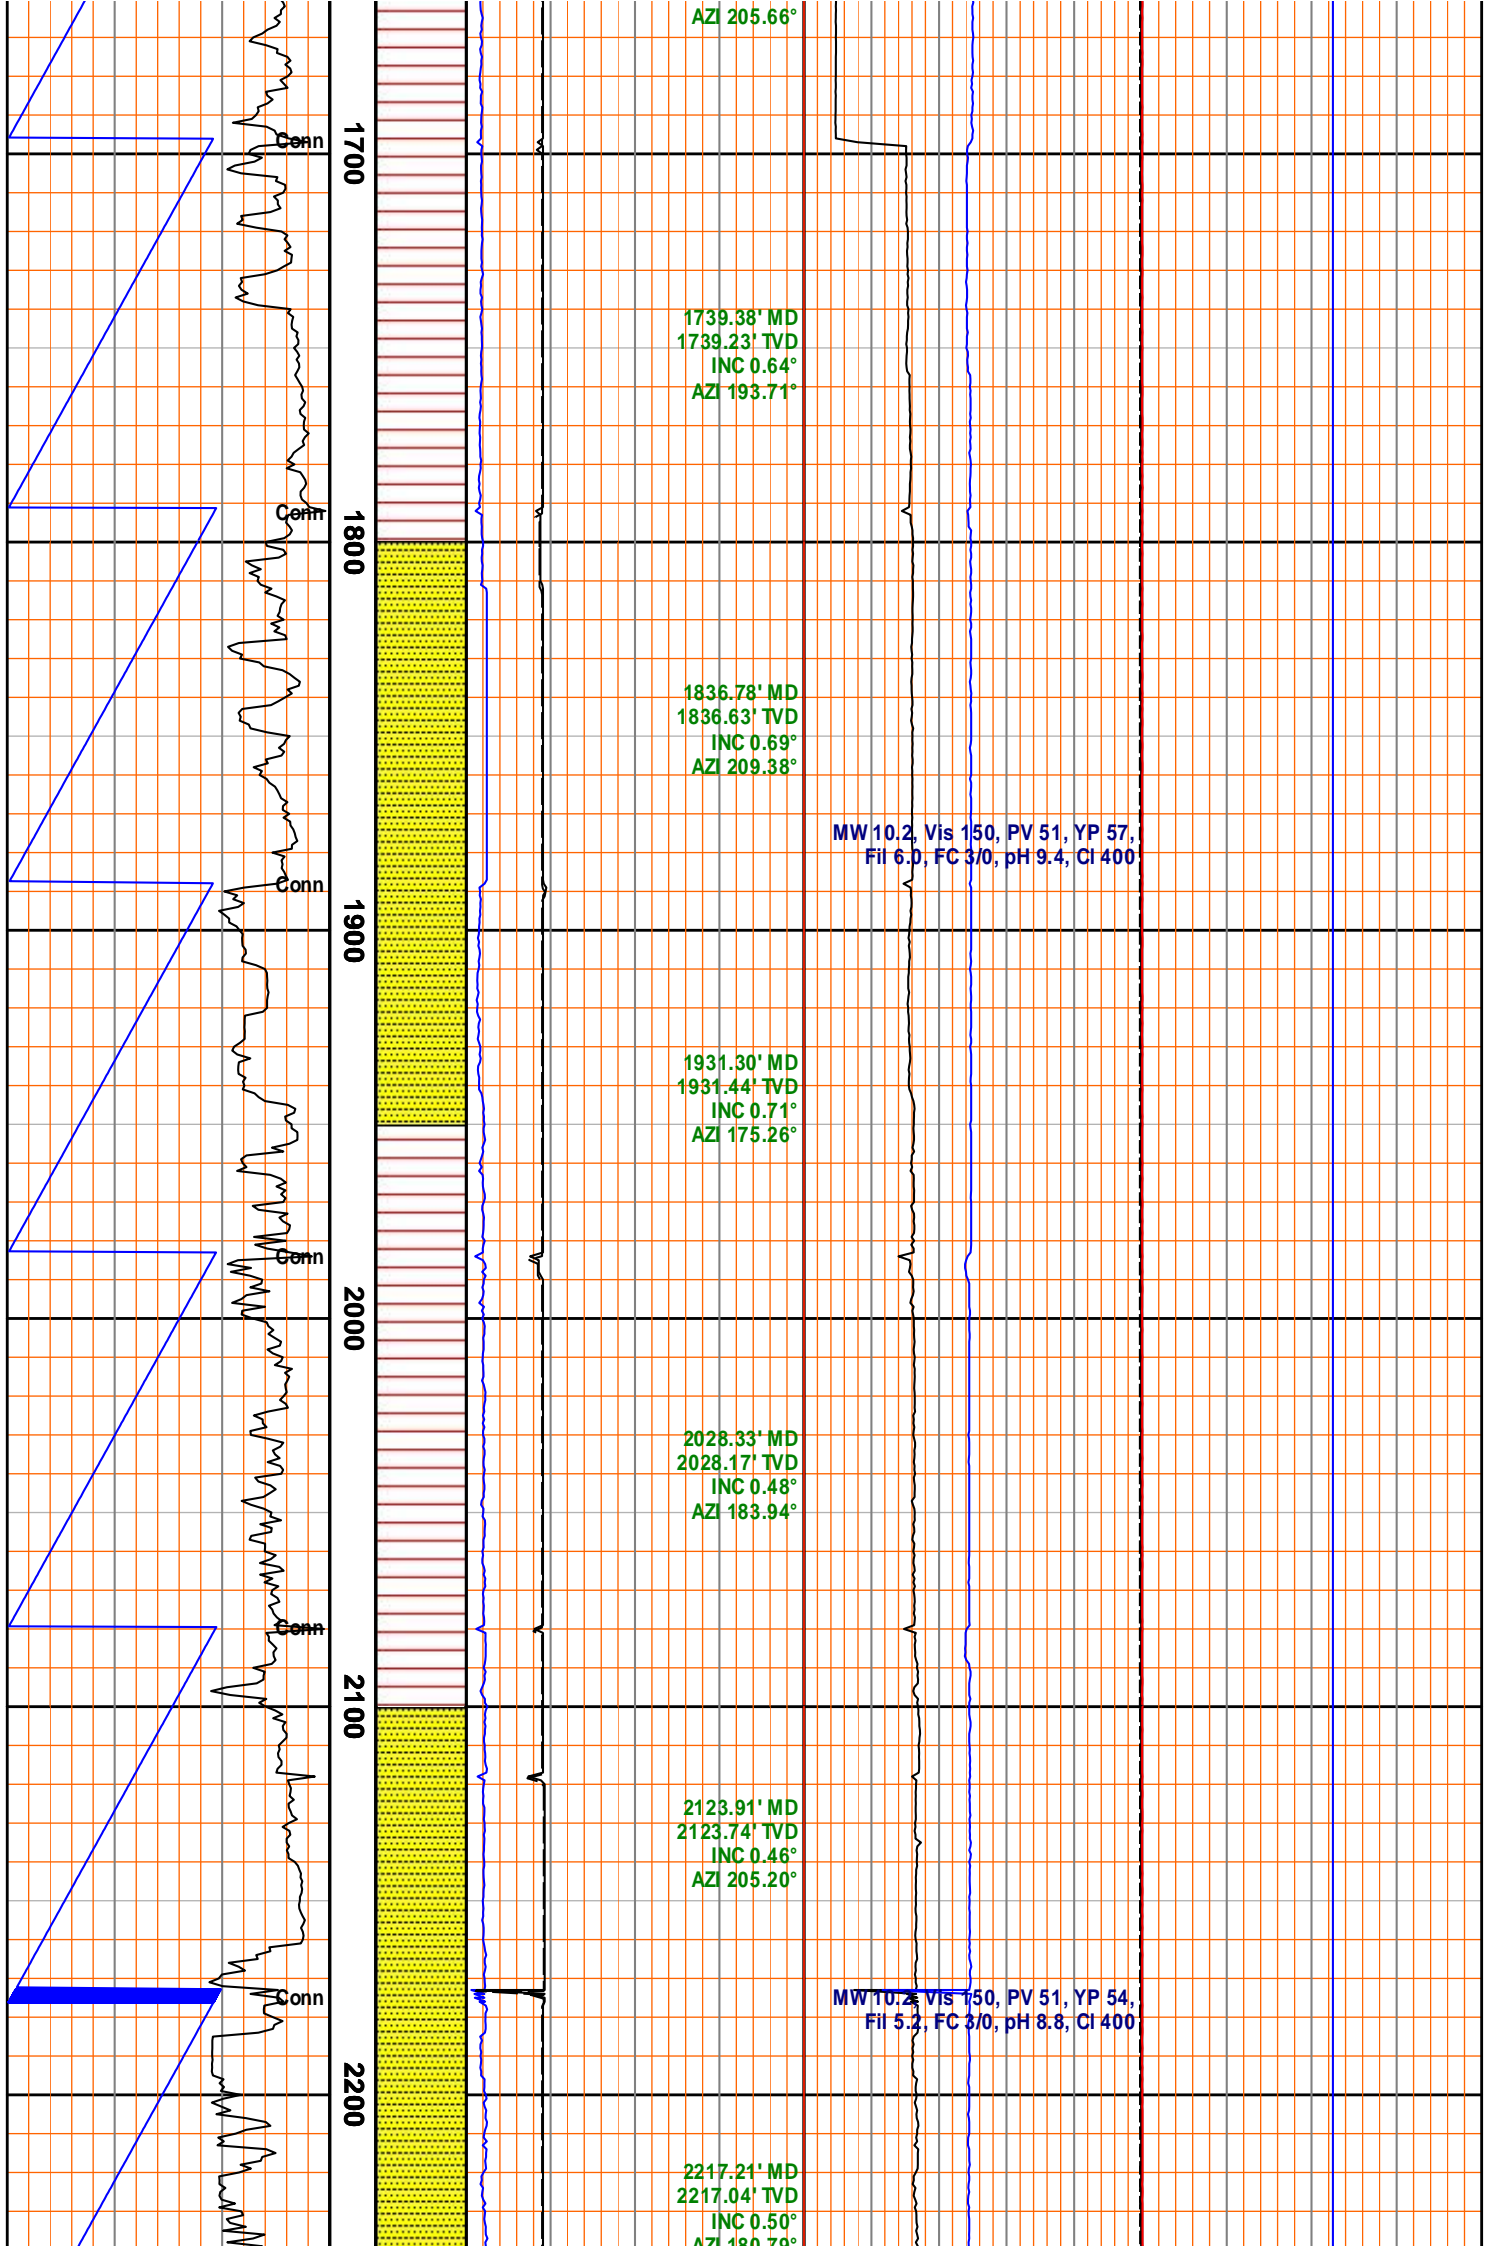 AZI 205.66°
Conn
1700
1739.38' MD
1739.23' TVD
INC 0.64°
AZI 193.71°
Conn
1800
1836.78' MD
1836.63' TVD
INC 0.69°
AZI 209.38°
MW 10.2, Vis 150, PV 51, YP 57,
Fil 6.0, FC 3/0, pH 9.4, Cl 400
Conn
1900
1931.30' MD
1931.44' TVD
INC 0.71°
AZI 175.26°
Conn
2000
2028.33' MD
2028.17' TVD
INC 0.48°
AZI 183.94°
Conn
2100
2123.91' MD
2123.74' TVD
INC 0.46°
AZI 205.20°
Conn
MW 10.2, Vis 150, PV 51, YP 54,
Fil 5.2, FC 3/0, pH 8.8, Cl 400
2200
2217.21' MD
2217.04' TVD
INC 0.50°
AZI 180.79°